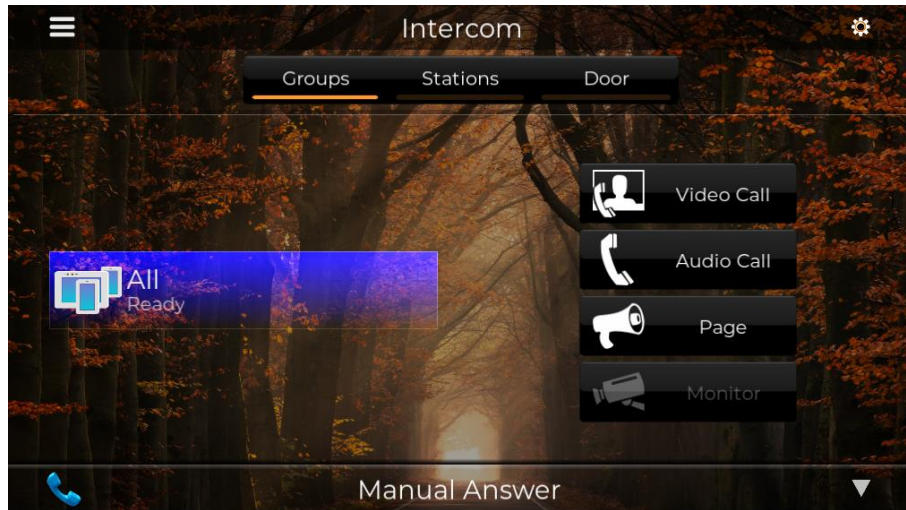 Intercom
Groups Stations Door
Video Call
Audio Call
All
Ready
Page
Monitor
Manual Answer